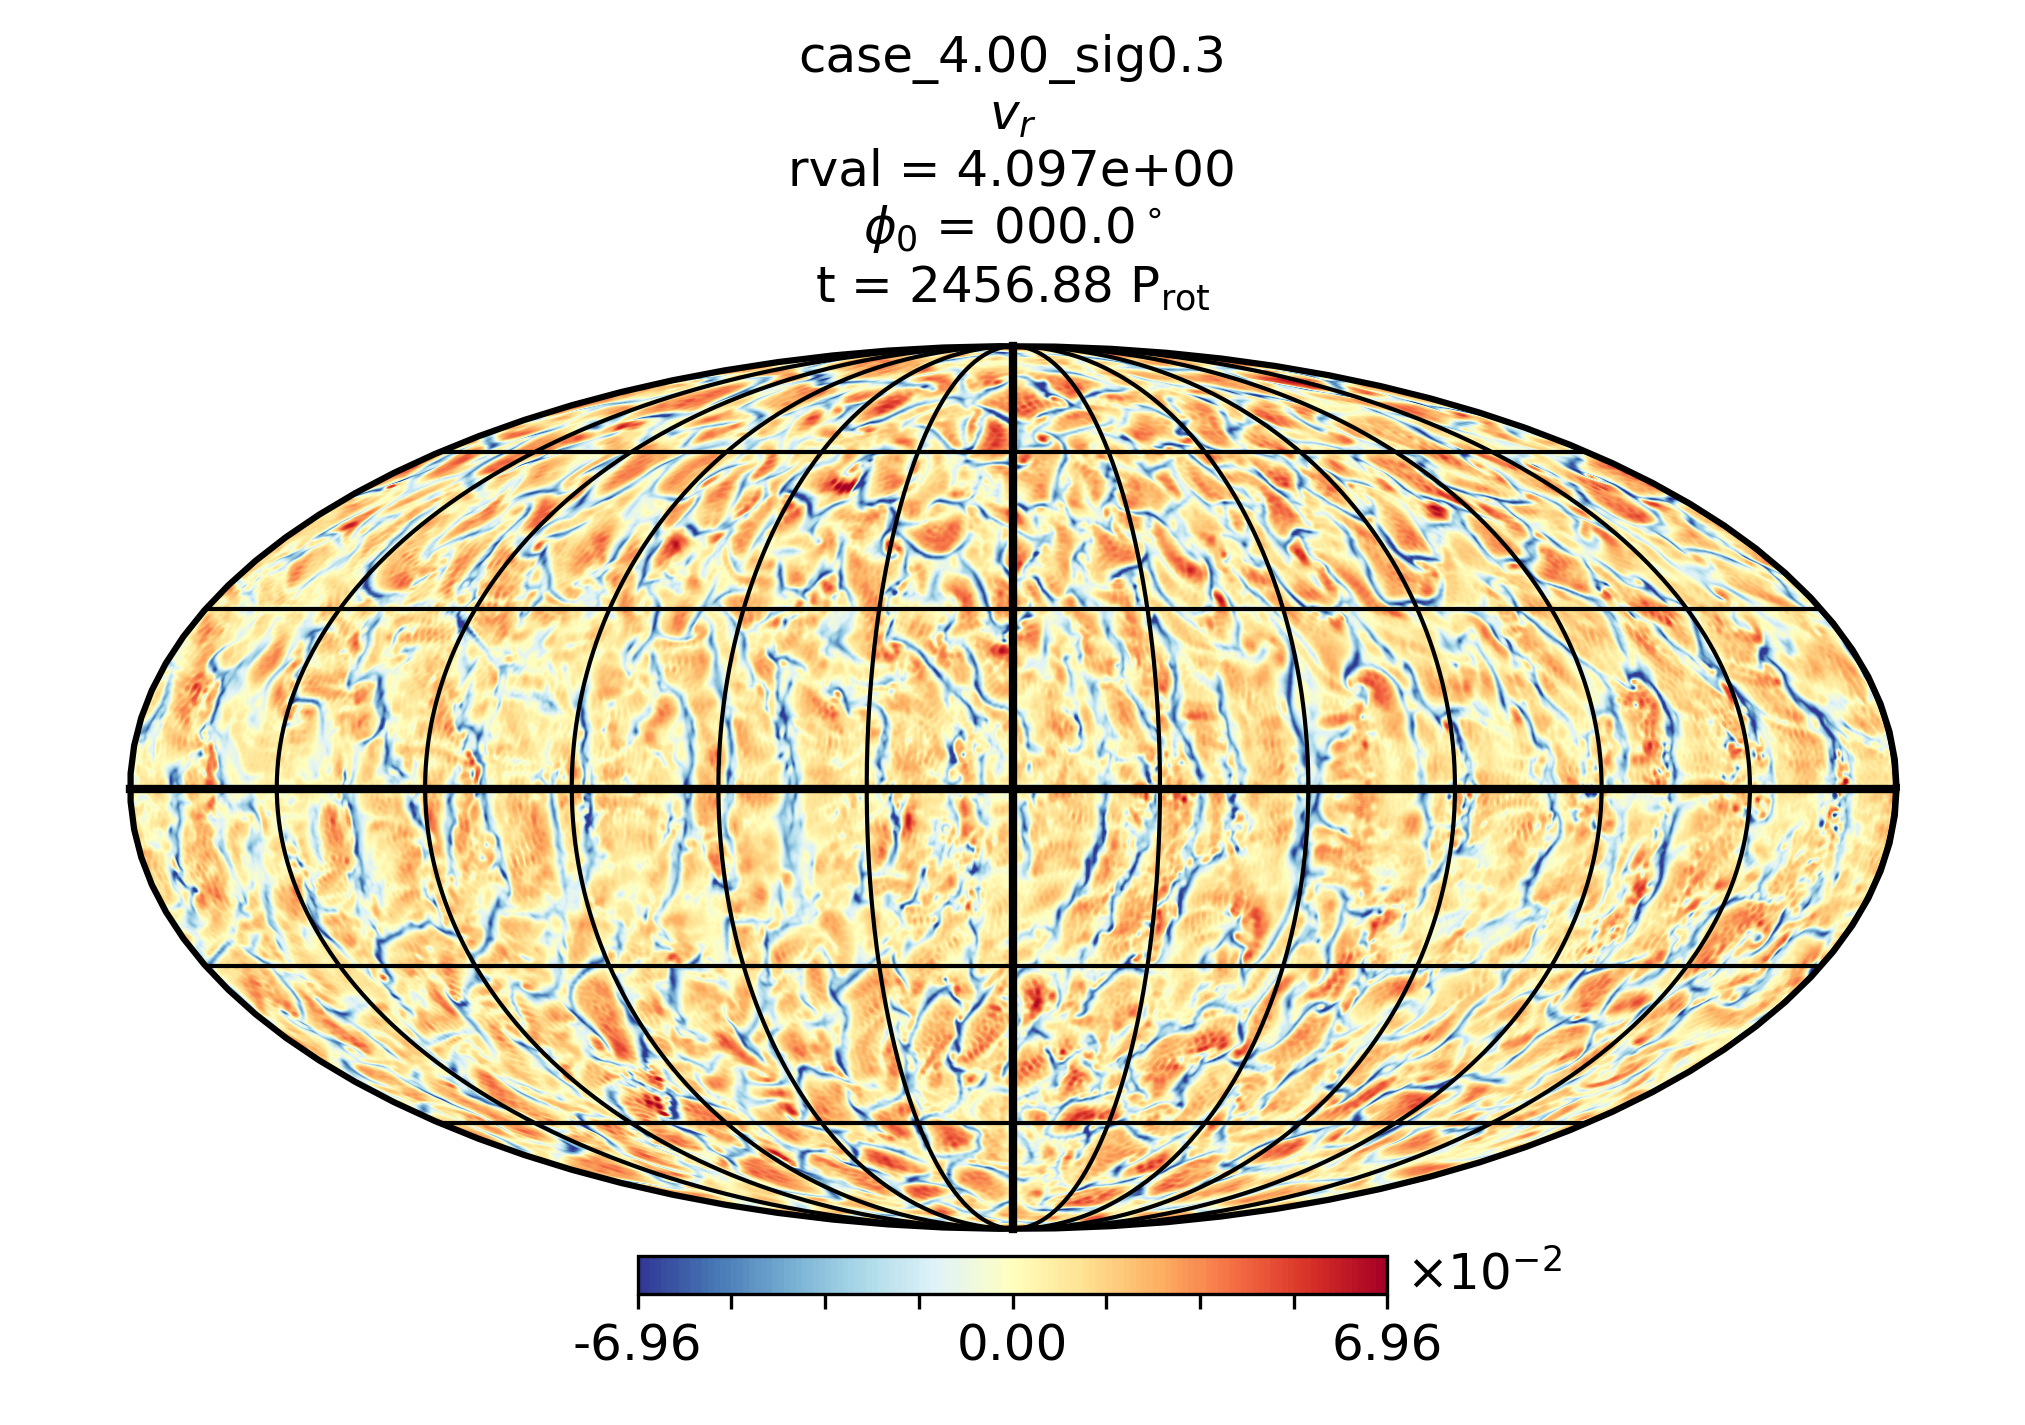 case_4.00_sig0.3
v_r
rval = 4.097e+00
ϕ_0 = 000.0°
t = 2456.88 P_rot
×10⁻²
-6.96 0.00 6.96